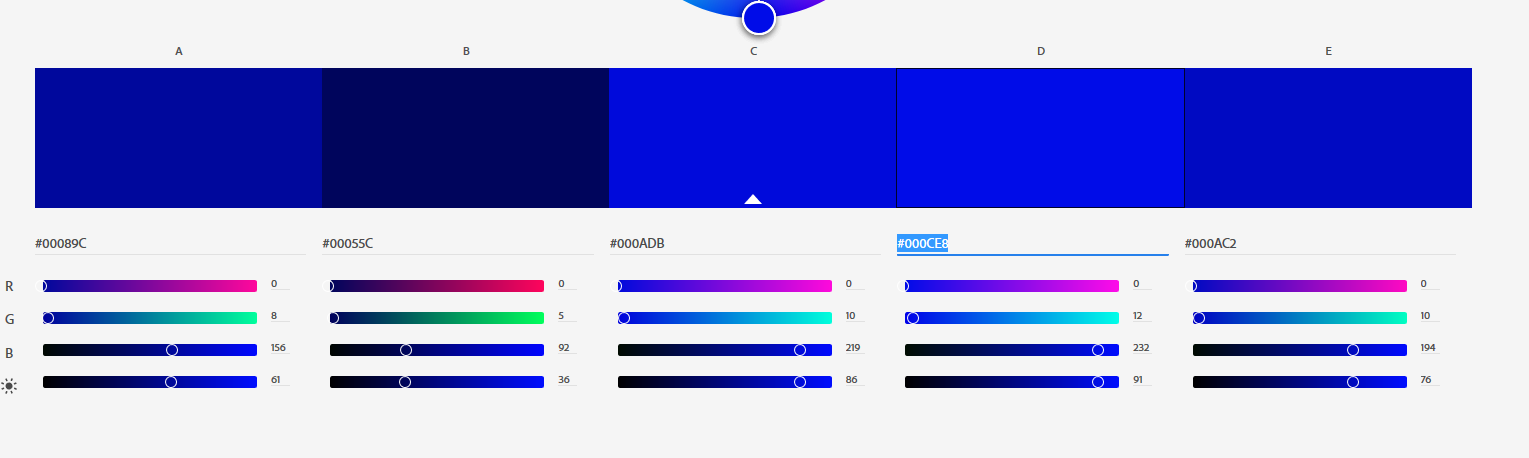 A B C D E
#00089C #00055C #000ADB #000CE8 #000AC2
R 0 0 0 0 0
G 8 5 10 12 10
B 156 92 219 232 194
61 36 86 91 76